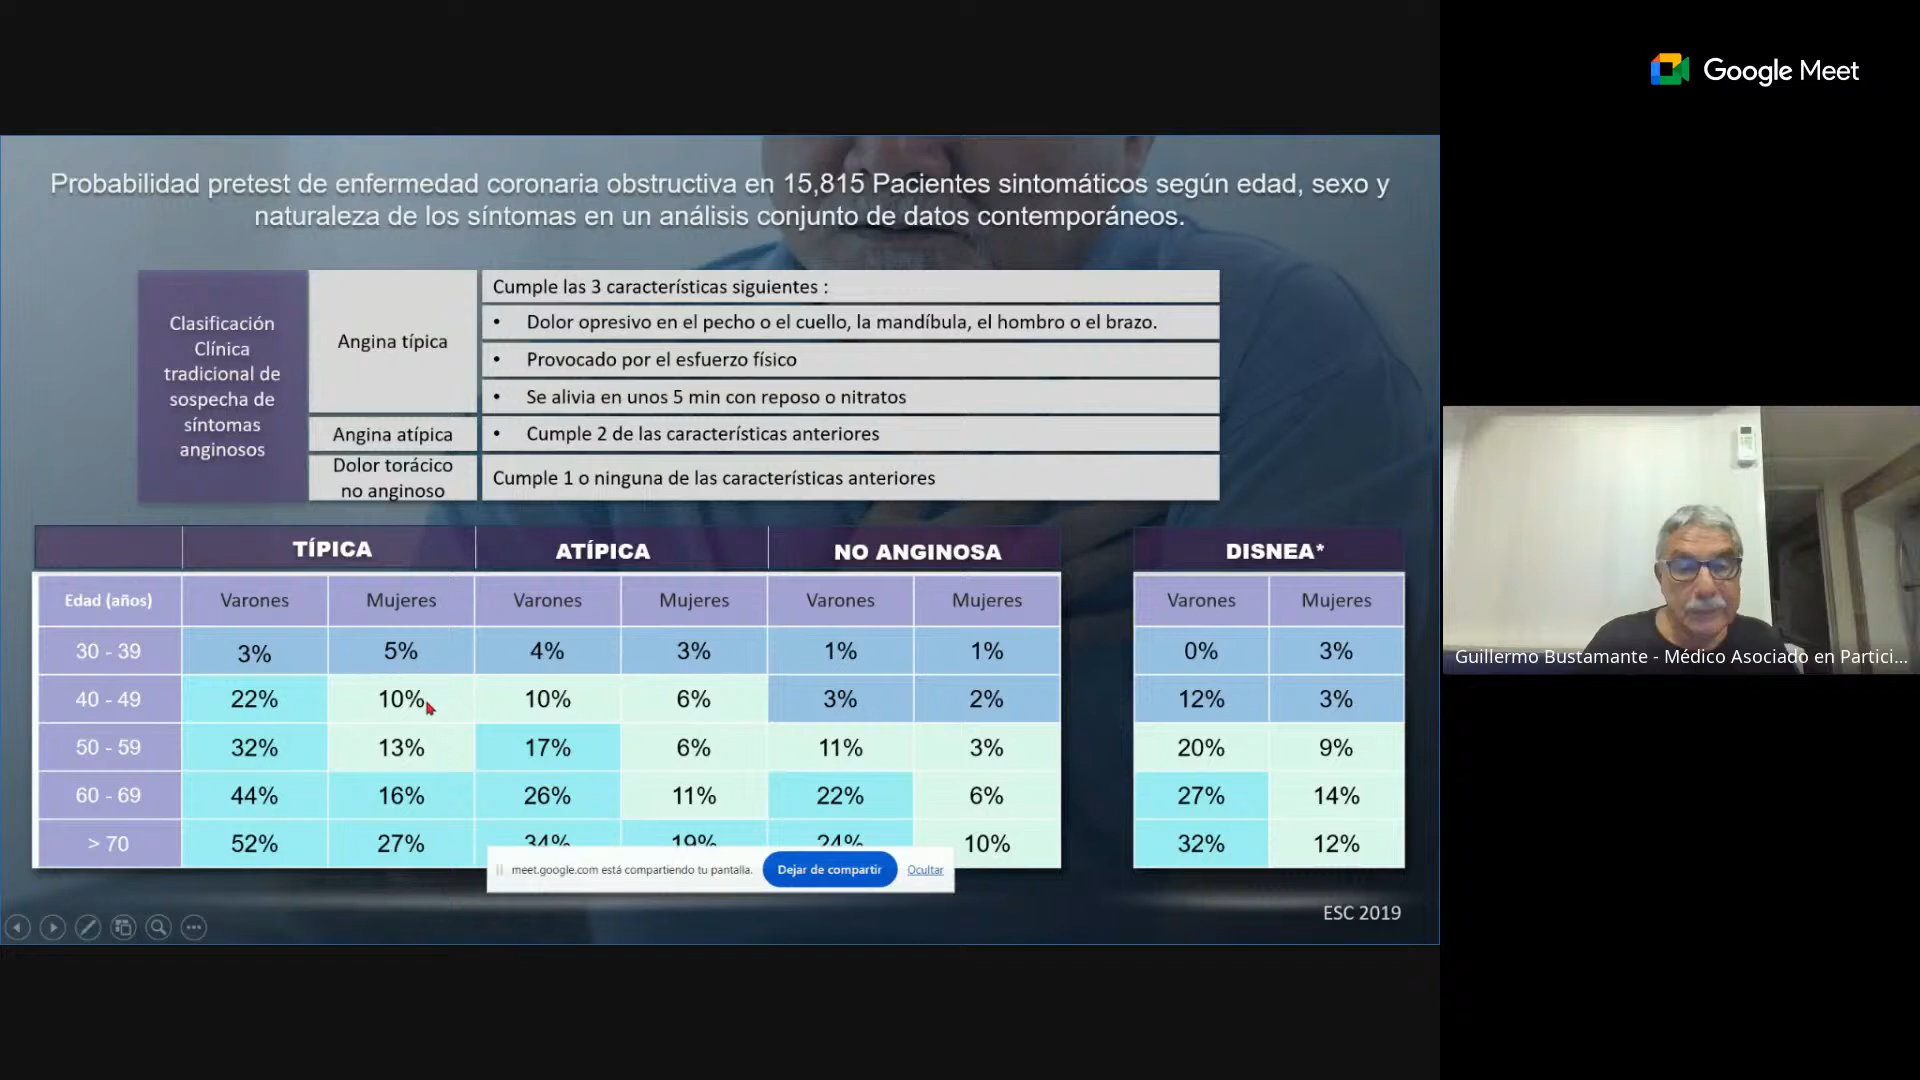 Google Meet
Probabilidad pretest de enfermedad coronaria obstructiva en 15,815 Pacientes sintomáticos según edad, sexo y
naturaleza de los síntomas en un análisis conjunto de datos contemporáneos.
Clasificación
Clínica
tradicional de
sospecha de
síntomas
anginosos
Angina típica
Cumple las 3 características siguientes :
• Dolor opresivo en el pecho o el cuello, la mandíbula, el hombro o el brazo.
• Provocado por el esfuerzo físico
• Se alivia en unos 5 min con reposo o nitratos
Angina atípica
• Cumple 2 de las características anteriores
Dolor torácico
no anginoso
Cumple 1 o ninguna de las características anteriores
TÍPICA ATÍPICA NO ANGINOSA DISNEA*
Edad (años) Varones Mujeres Varones Mujeres Varones Mujeres Varones Mujeres
30 - 39 3% 5% 4% 3% 1% 1% 0% 3%
40 - 49 22% 10% 10% 6% 3% 2% 12% 3%
50 - 59 32% 13% 17% 6% 11% 3% 20% 9%
60 - 69 44% 16% 26% 11% 22% 6% 27% 14%
> 70 52% 27% 34% 19% 24% 10% 32% 12%
meet.google.com está compartiendo tu pantalla. Dejar de compartir Ocultar
ESC 2019
Guillermo Bustamante - Médico Asociado en Partici...